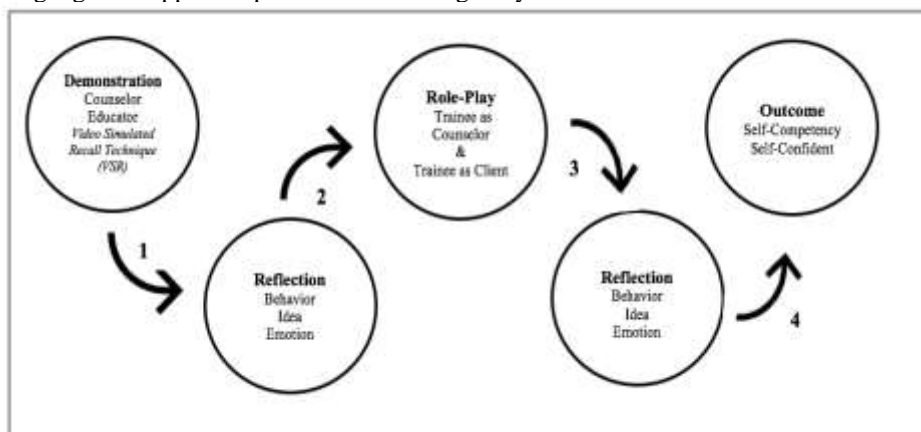 Demonstration
Counselor
Educator
Video Simulated
Recall Technique
(VSR)
1
Reflection
Behavior
Idea
Emotion
2
Role-Play
Trainee as
Counselor
&
Trainee as Client
3
Reflection
Behavior
Idea
Emotion
4
Outcome
Self-Competency
Self-Confident